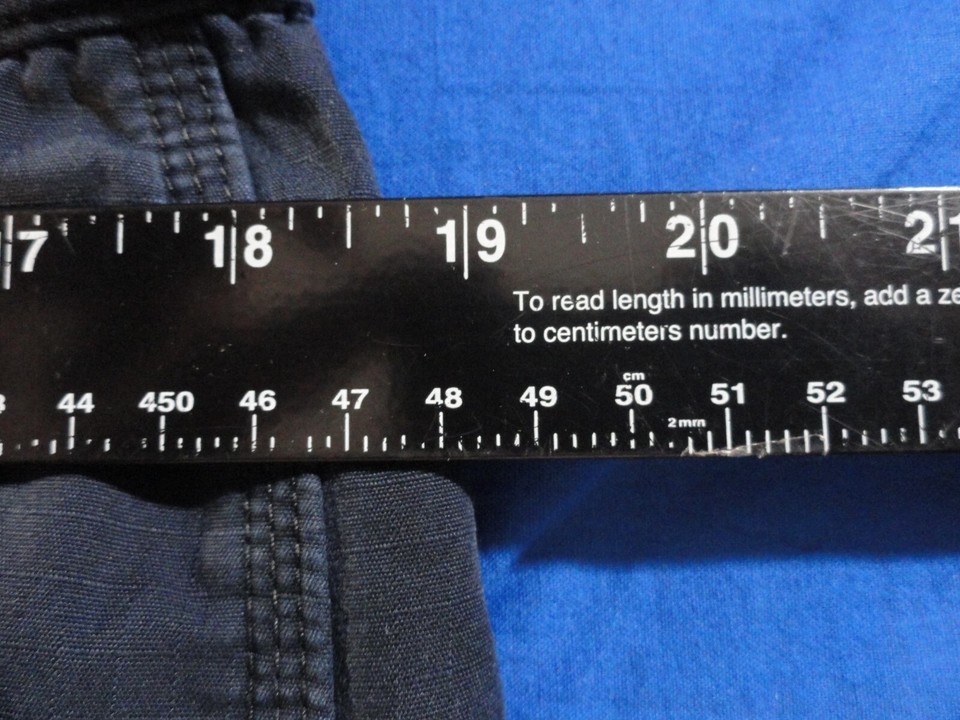 7 18 19 20 21
To read length in millimeters, add a ze
to centimeters number.
cm
44 450 46 47 48 49 50 51 52 53
2mm